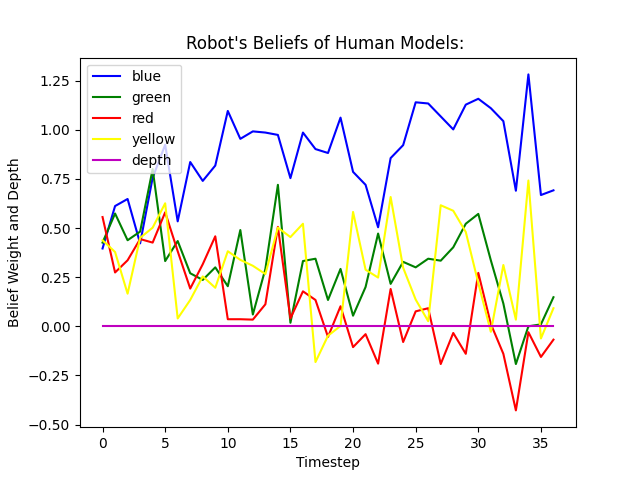 Robot's Beliefs of Human Models:
blue
green
red
yellow
depth
Belief Weight and Depth
1.25
1.00
0.75
0.50
0.25
0.00
−0.25
−0.50
0 5 10 15 20 25 30 35
Timestep